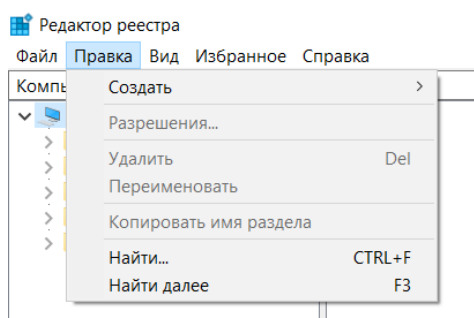 Редактор реестра
Файл Правка Вид Избранное Справка
Компь
Создать
Разрешения...
Удалить Del
Переименовать
Копировать имя раздела
Найти... CTRL+F
Найти далее F3